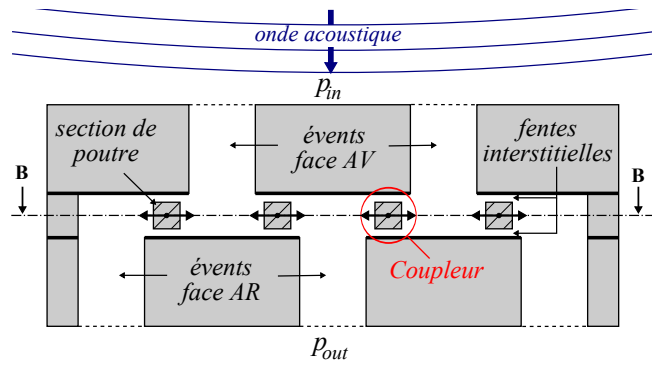 onde acoustique
p_in
section de
poutre
évents
face AV
fentes
interstitielles
B
B
évents
face AR
Coupleur
p_out